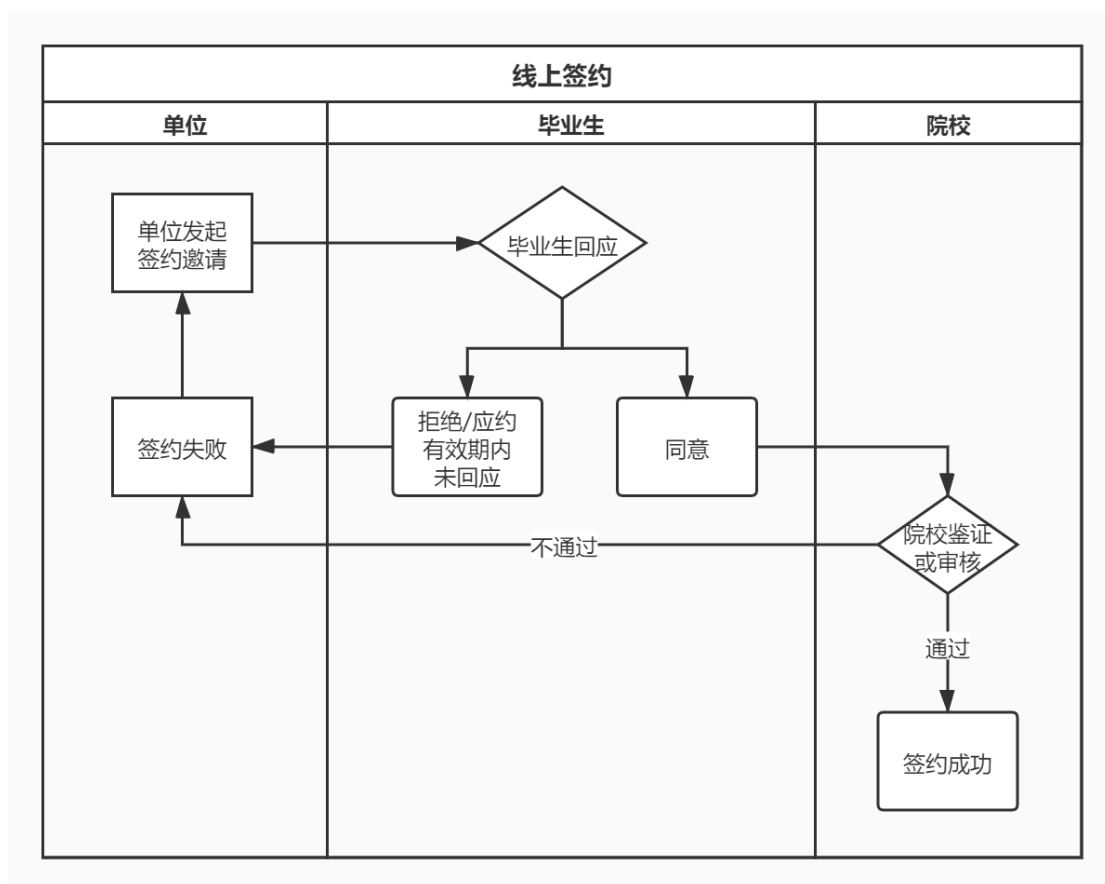 线上签约
单位
毕业生
院校
单位发起
签约邀请
毕业生回应
签约失败
拒绝/应约
有效期内
未回应
同意
不通过
院校鉴证
或审核
通过
签约成功